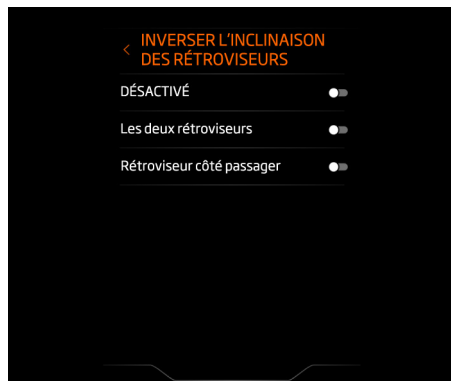 INVERSER L'INCLINAISON
DES RÉTROVISEURS
DÉSACTIVÉ
Les deux rétroviseurs
Rétroviseur côté passager